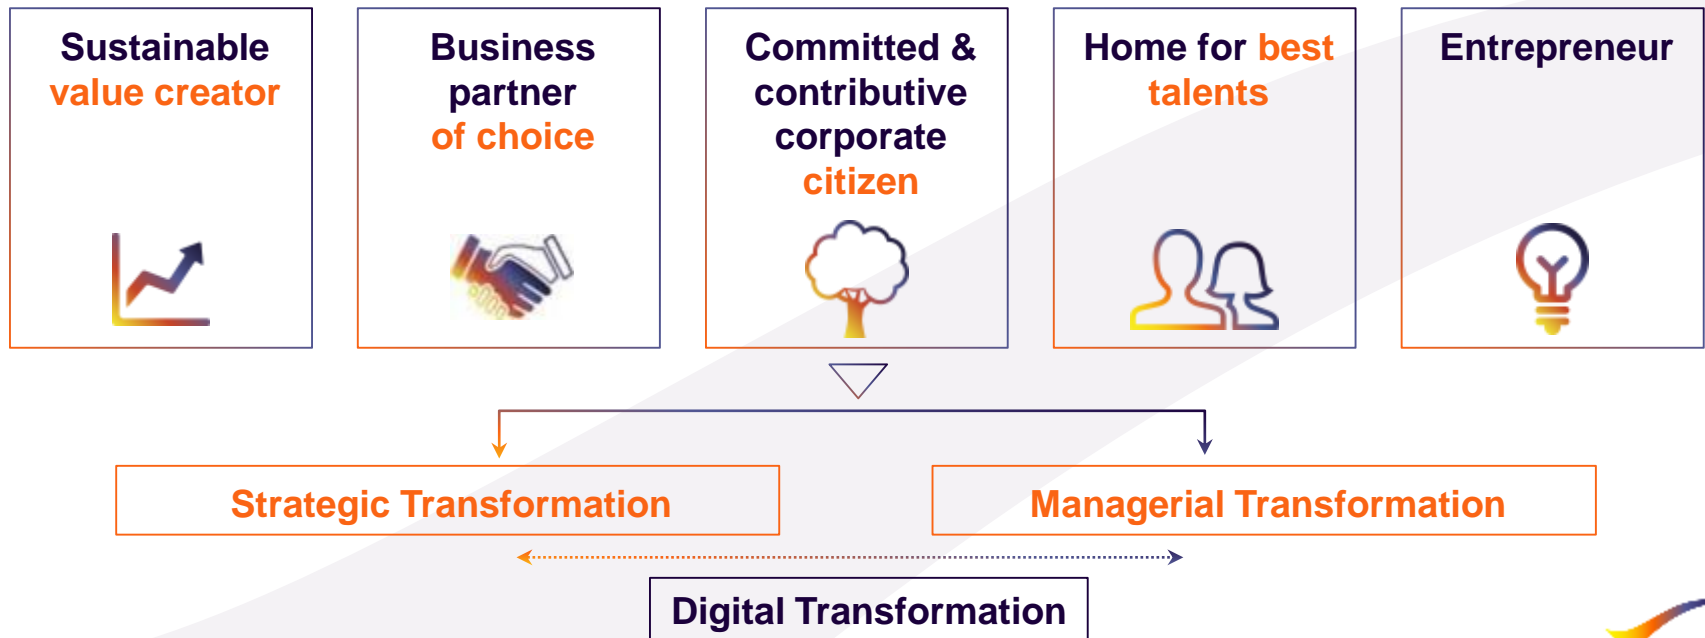 Sustainable
value creator
Business
partner
of choice
Committed &
contributive
corporate
citizen
Home for best
talents
Entrepreneur
Strategic Transformation
Managerial Transformation
Digital Transformation